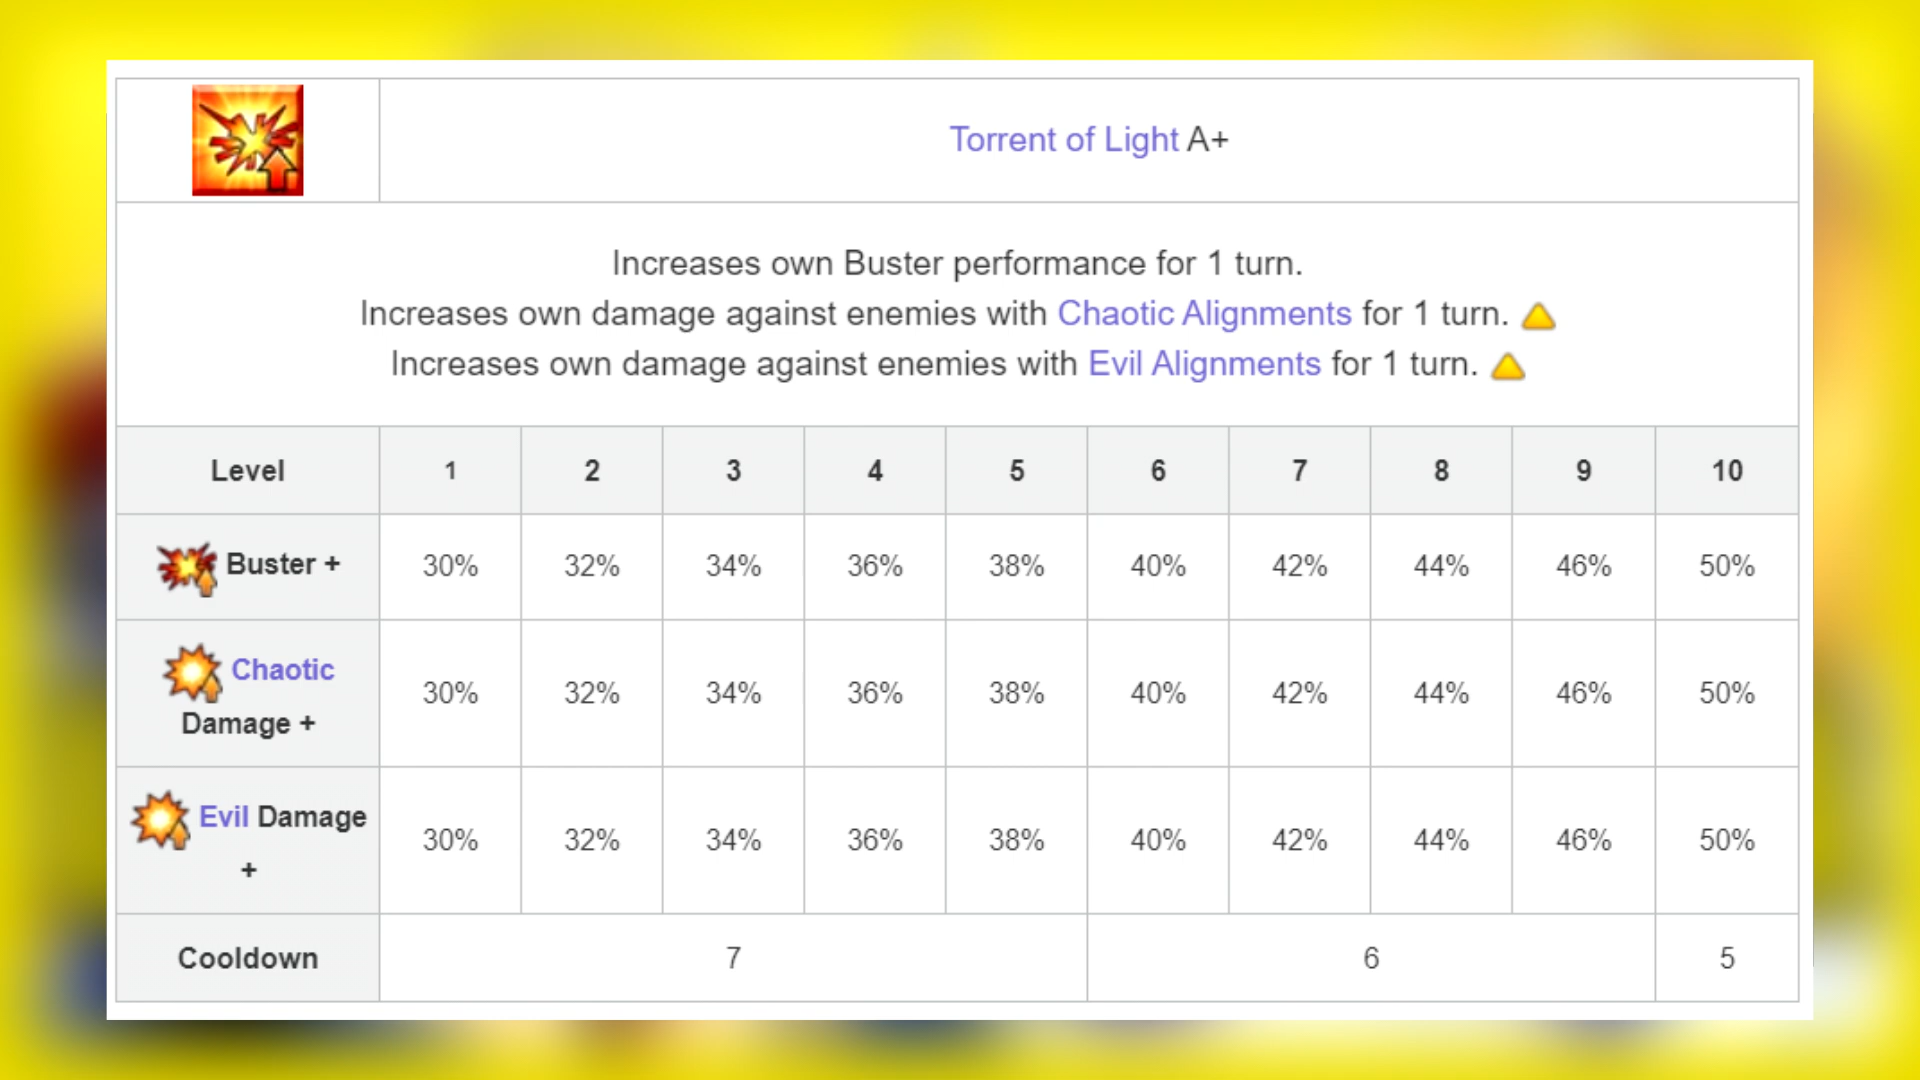 Torrent of Light A+
Increases own Buster performance for 1 turn.
Increases own damage against enemies with Chaotic Alignments for 1 turn.
Increases own damage against enemies with Evil Alignments for 1 turn.
Level 1 2 3 4 5 6 7 8 9 10
Buster + 30% 32% 34% 36% 38% 40% 42% 44% 46% 50%
Chaotic
Damage + 30% 32% 34% 36% 38% 40% 42% 44% 46% 50%
Evil Damage
+ 30% 32% 34% 36% 38% 40% 42% 44% 46% 50%
Cooldown 7 6 5